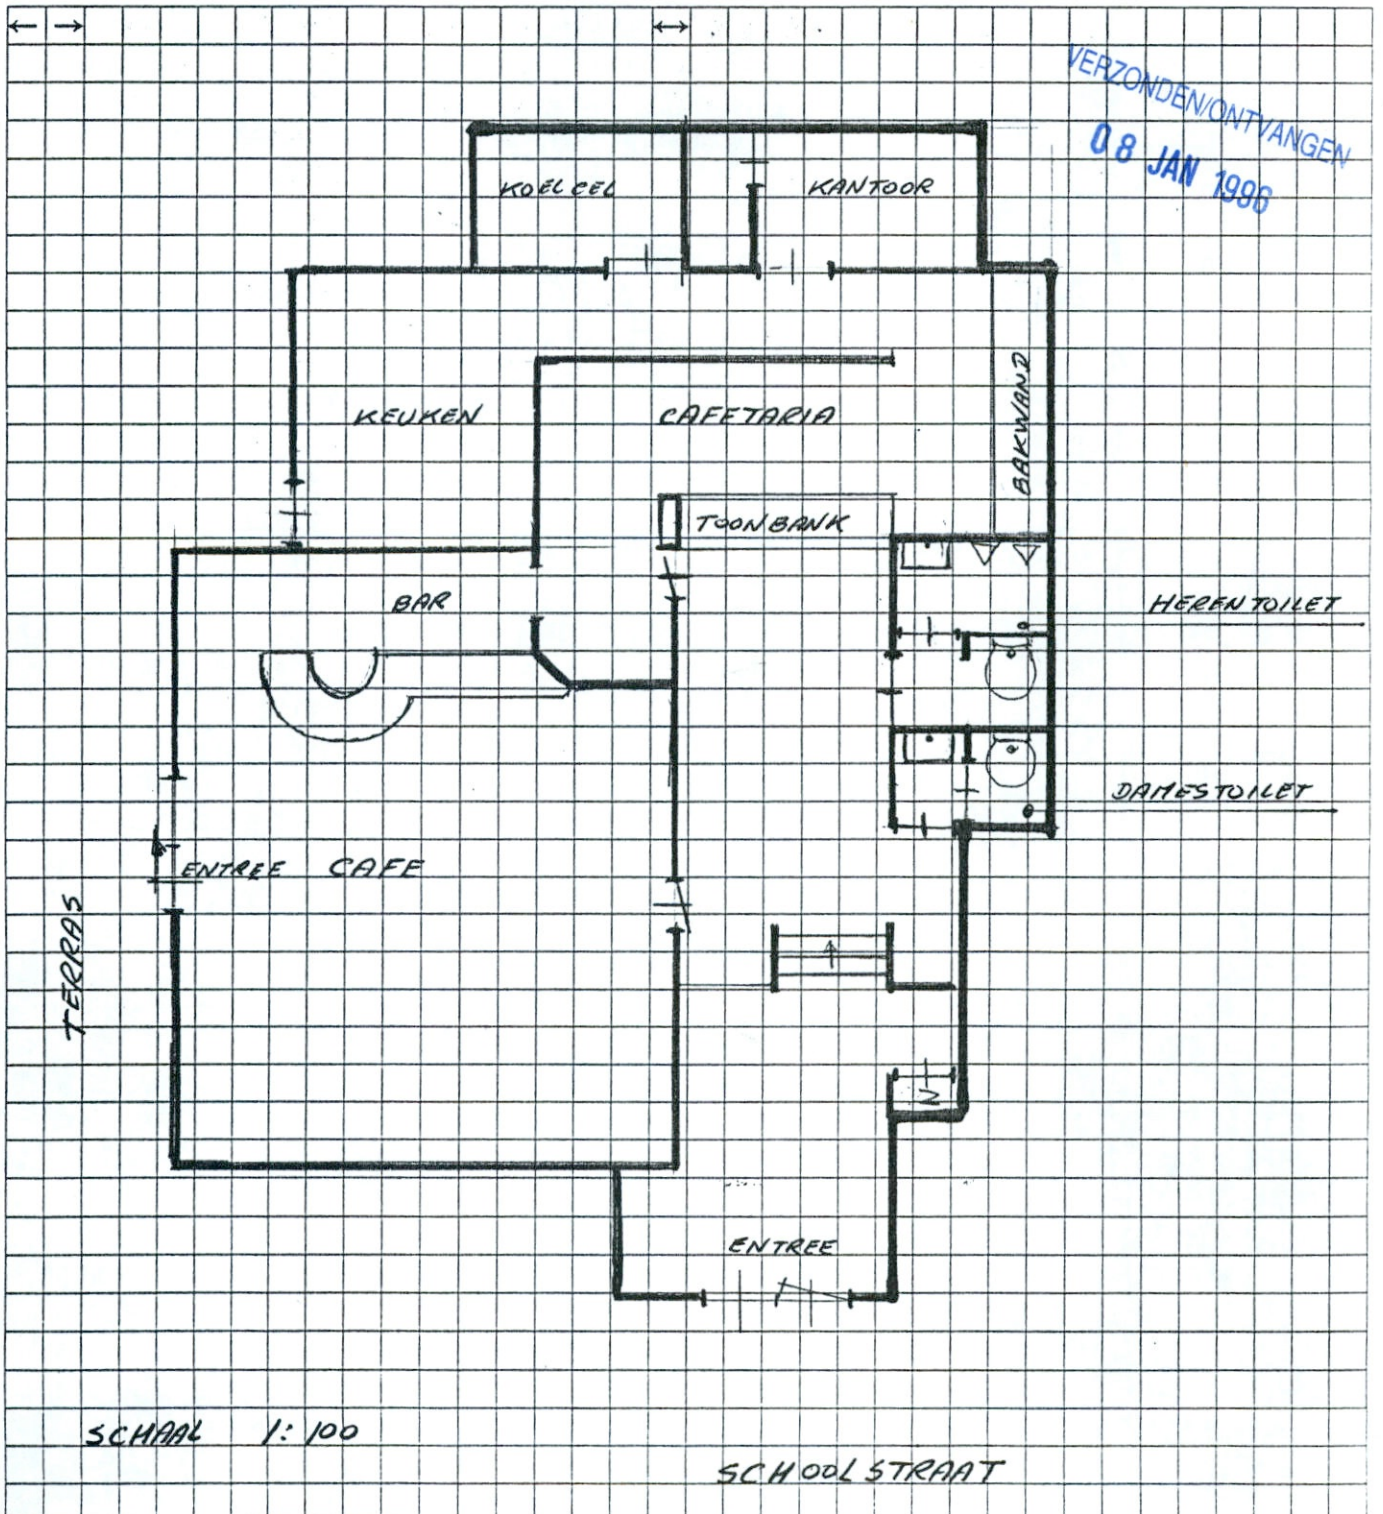 VERZONDEN/ONTVANGEN
08 JAN 1996
KOELCEL
KANTOOR
KEUKEN
CAFETARIA
BAKWAND
TOONBANK
BAR
HERENTOILET
DAMESTOILET
ENTREE CAFE
TERRAS
N
ENTREE
SCHAAL 1:100
SCHOOLSTRAAT